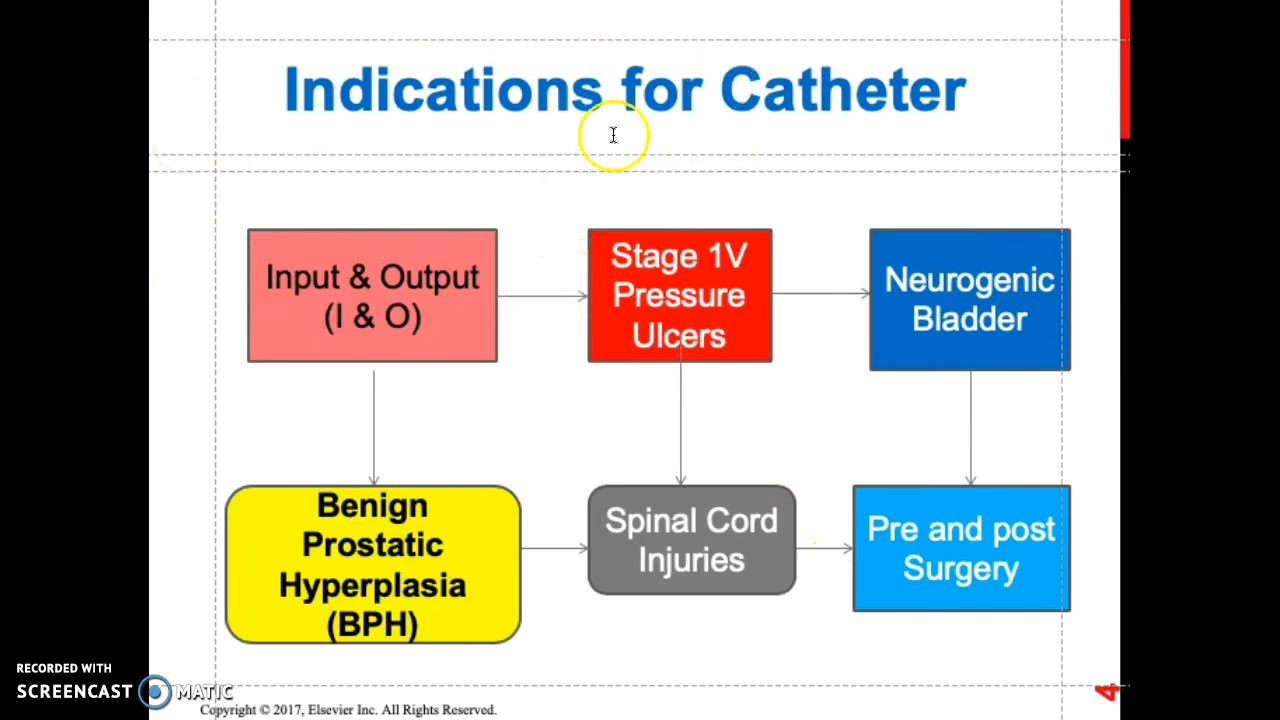 Indications for Catheter
Input & Output
(I & O)
Stage 1V
Pressure
Ulcers
Neurogenic
Bladder
Benign
Prostatic
Hyperplasia
(BPH)
Spinal Cord
Injuries
Pre and post
Surgery
4
RECORDED WITH
SCREENCAST MATIC
Copyright © 2017, Elsevier Inc. All Rights Reserved.